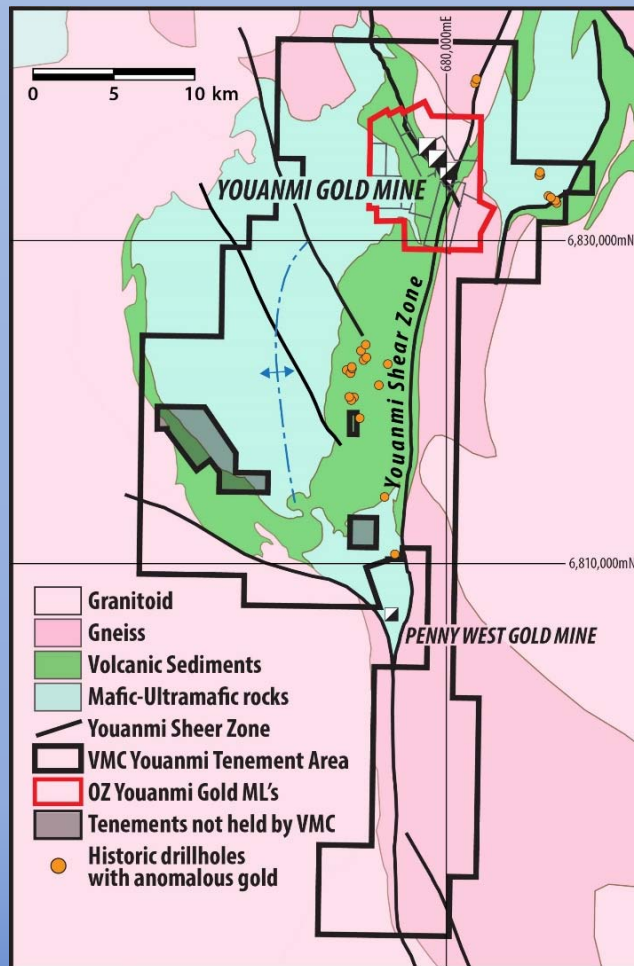 680,000mE
0 5 10 km
YOUANMI GOLD MINE
6,830,000mN
Youanmi Shear Zone
6,810,000mN
PENNY WEST GOLD MINE
Granitoid
Gneiss
Volcanic Sediments
Mafic-Ultramafic rocks
Youanmi Sheer Zone
VMC Youanmi Tenement Area
OZ Youanmi Gold ML's
Tenements not held by VMC
Historic drillholes
with anomalous gold